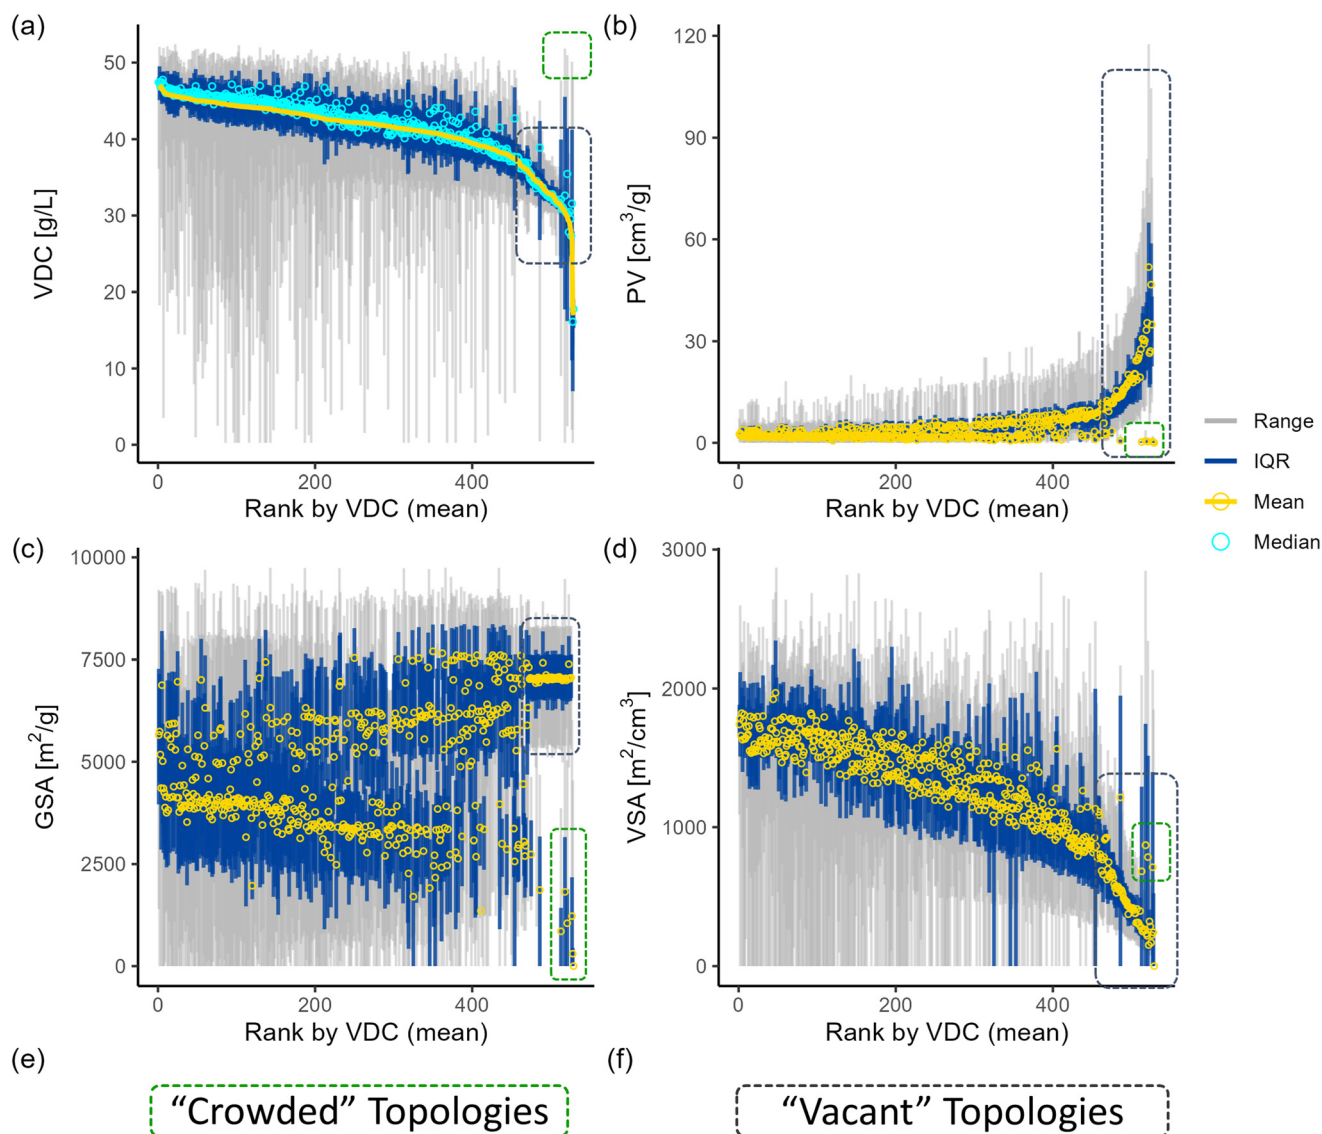 (a)
VDC [g/L]
50
40
30
20
10
0
0
200
400
Rank by VDC (mean)
(b)
PV [cm³/g]
120
90
60
30
0
0
200
400
Rank by VDC (mean)
Range
IQR
Mean
Median
(c)
GSA [m²/g]
10000
7500
5000
2500
0
0
200
400
Rank by VDC (mean)
(d)
VSA [m²/cm³]
3000
2000
1000
0
0
200
400
Rank by VDC (mean)
(e)
“Crowded” Topologies
(f)
“Vacant” Topologies